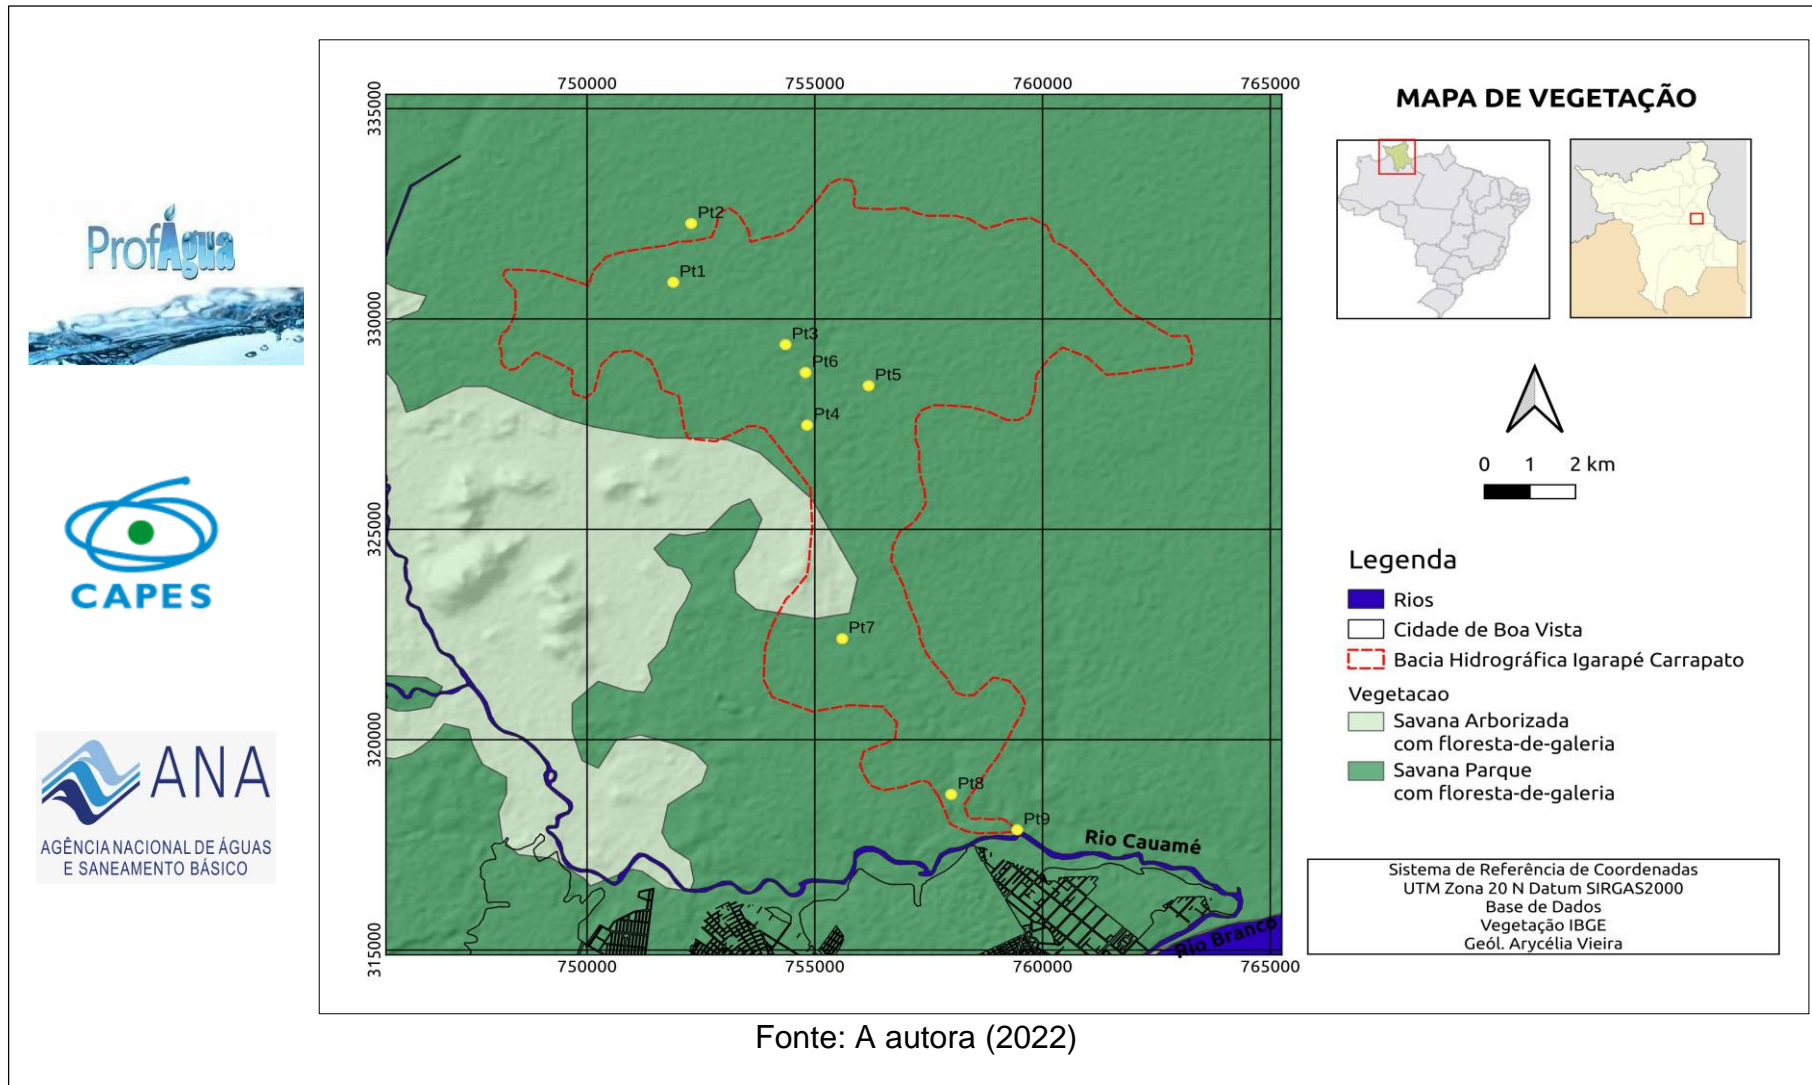 ProfÁgua
CAPES
ANA
AGÊNCIA NACIONAL DE ÁGUAS
E SANEAMENTO BÁSICO
750000 755000 760000 765000
335000
330000
325000
320000
315000
Pt2
Pt1
Pt3
Pt6
Pt5
Pt4
Pt7
Pt8
Pt9
Rio Cauamé
Rio Branco
750000 755000 760000 765000
MAPA DE VEGETAÇÃO
0 1 2 km
Legenda
Rios
Cidade de Boa Vista
Bacia Hidrográfica Igarapé Carrapato
Vegetacao
Savana Arborizada
com floresta-de-galeria
Savana Parque
com floresta-de-galeria
Sistema de Referência de Coordenadas
UTM Zona 20 N Datum SIRGAS2000
Base de Dados
Vegetação IBGE
Geól. Arycélia Vieira
Fonte: A autora (2022)